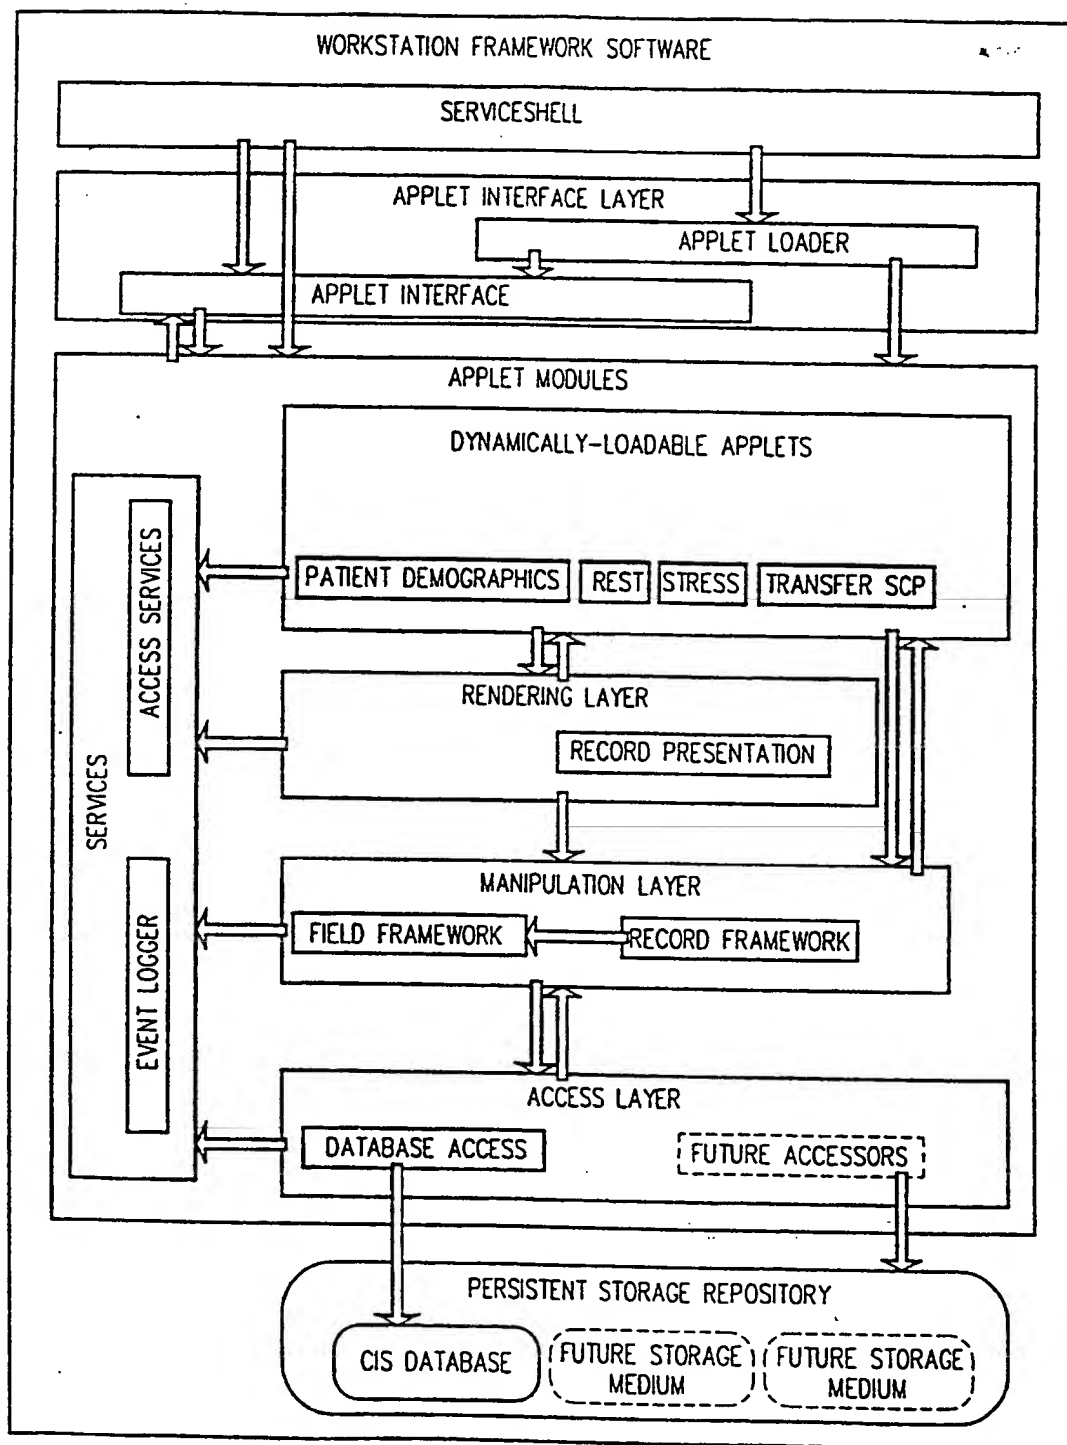 WORKSTATION FRAMEWORK SOFTWARE
SERVICESHELL
APPLET INTERFACE LAYER
APPLET LOADER
APPLET INTERFACE
APPLET MODULES
DYNAMICALLY-LOADABLE APPLETS
PATIENT DEMOGRAPHICS
REST
STRESS
TRANSFER SCP
SERVICES
ACCESS SERVICES
EVENT LOGGER
RENDERING LAYER
RECORD PRESENTATION
MANIPULATION LAYER
FIELD FRAMEWORK
RECORD FRAMEWORK
ACCESS LAYER
DATABASE ACCESS
FUTURE ACCESSORS
PERSISTENT STORAGE REPOSITORY
CIS DATABASE
FUTURE STORAGE
MEDIUM
FUTURE STORAGE
MEDIUM